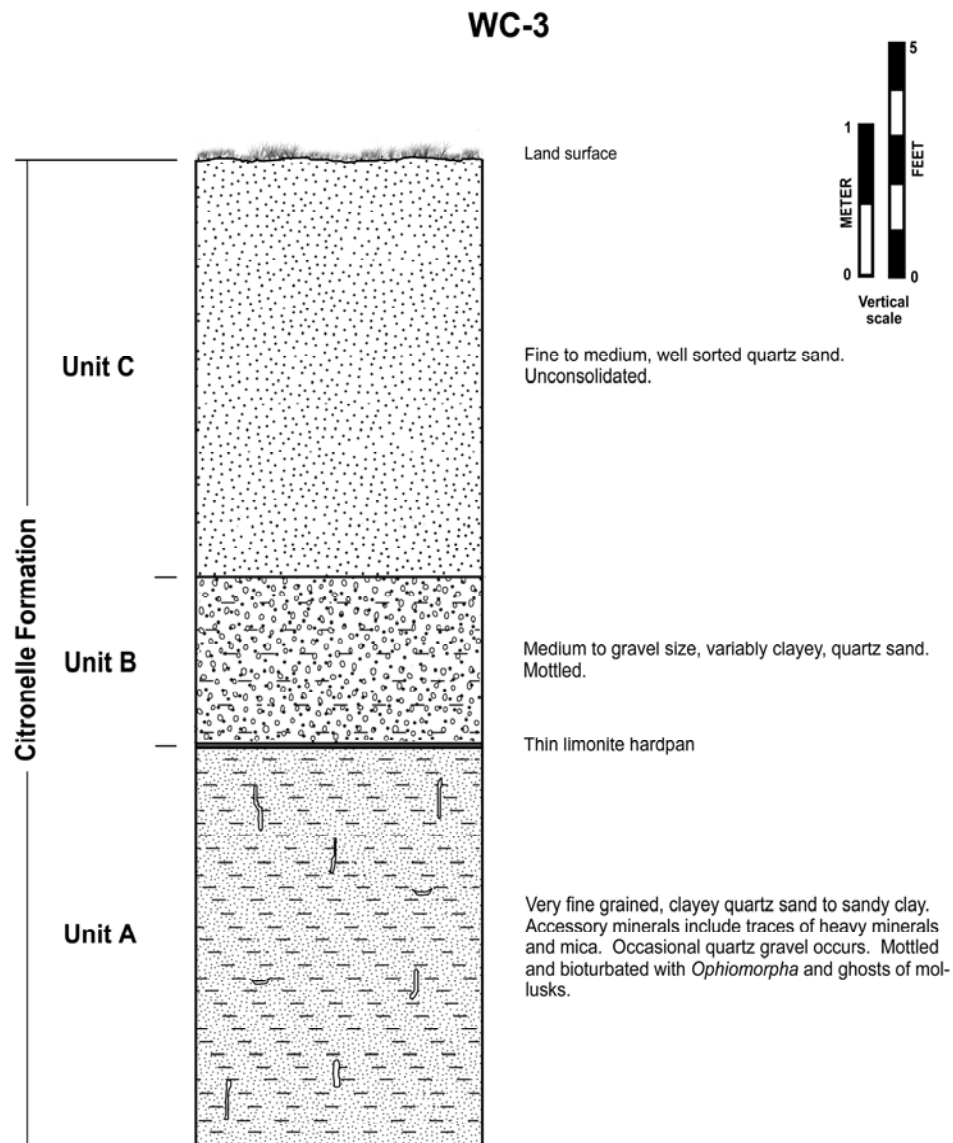 WC-3
Land surface
5
1
METER
FEET
0
0
Vertical
scale
Citronelle Formation
Unit C
Fine to medium, well sorted quartz sand.
Unconsolidated.
Unit B
Medium to gravel size, variably clayey, quartz sand.
Mottled.
Thin limonite hardpan
Unit A
Very fine grained, clayey quartz sand to sandy clay.
Accessory minerals include traces of heavy minerals
and mica. Occasional quartz gravel occurs. Mottled
and bioturbated with Ophiomorpha and ghosts of mol-
lusks.